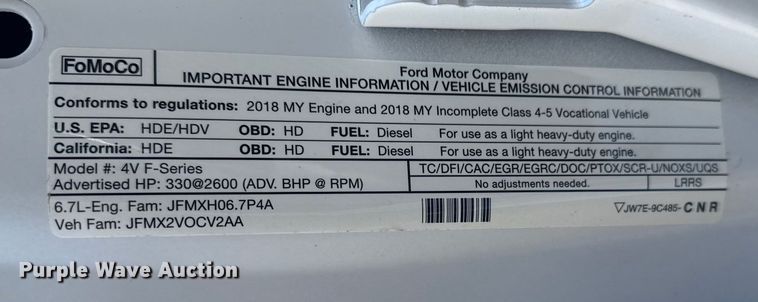 FoMoCo
Ford Motor Company
IMPORTANT ENGINE INFORMATION / VEHICLE EMISSION CONTROL INFORMATION
Conforms to regulations: 2018 MY Engine and 2018 MY Incomplete Class 4-5 Vocational Vehicle
U.S. EPA: HDE/HDV OBD: HD FUEL: Diesel For use as a light heavy-duty engine.
California: HDE OBD: HD FUEL: Diesel For use as a light heavy-duty engine.
Model #: 4V F-Series TC/DFI/CAC/EGR/EGRC/DOC/PTOX/SCR-U/NOXS/UQS
Advertised HP: 330@2600 (ADV. BHP @ RPM) No adjustments needed. LRRS
6.7L-Eng. Fam: JFMXH06.7P4A
Veh Fam: JFMX2VOCV2AA
▽JW7E-9C485- C N R
Purple Wave Auction